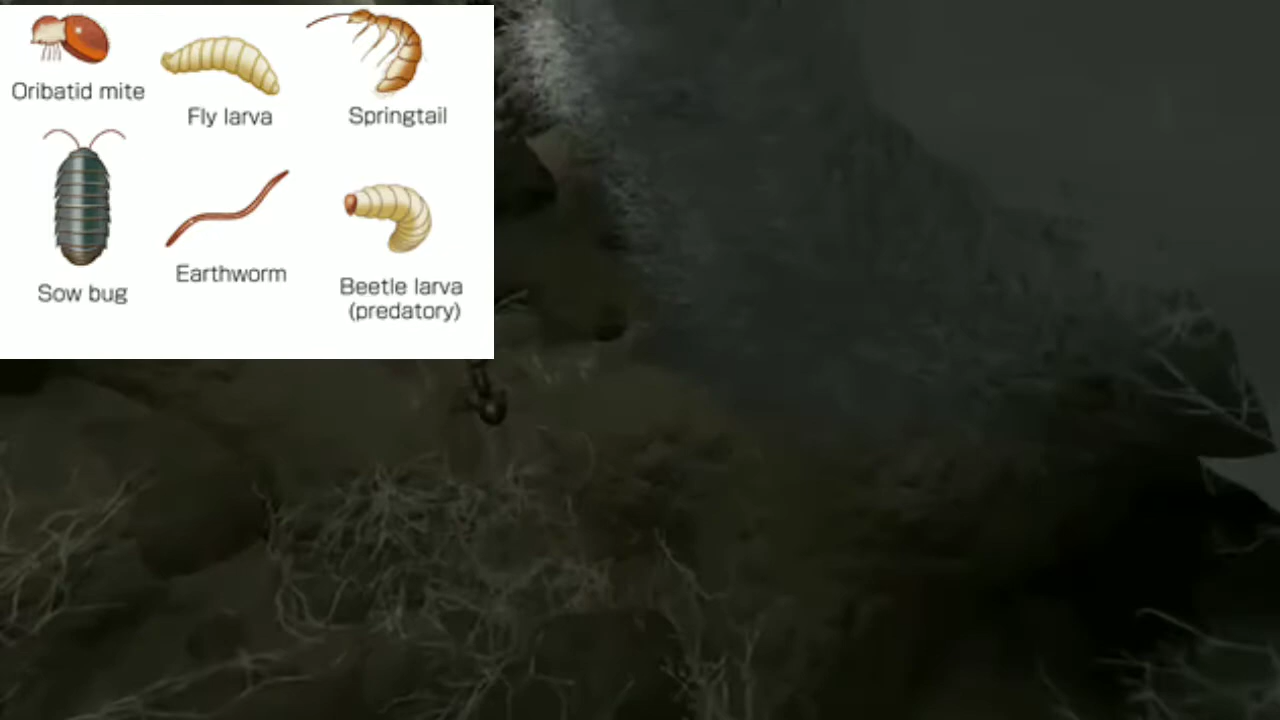 Oribatid mite
Fly larva
Springtail
Sow bug
Earthworm
Beetle larva
(predatory)